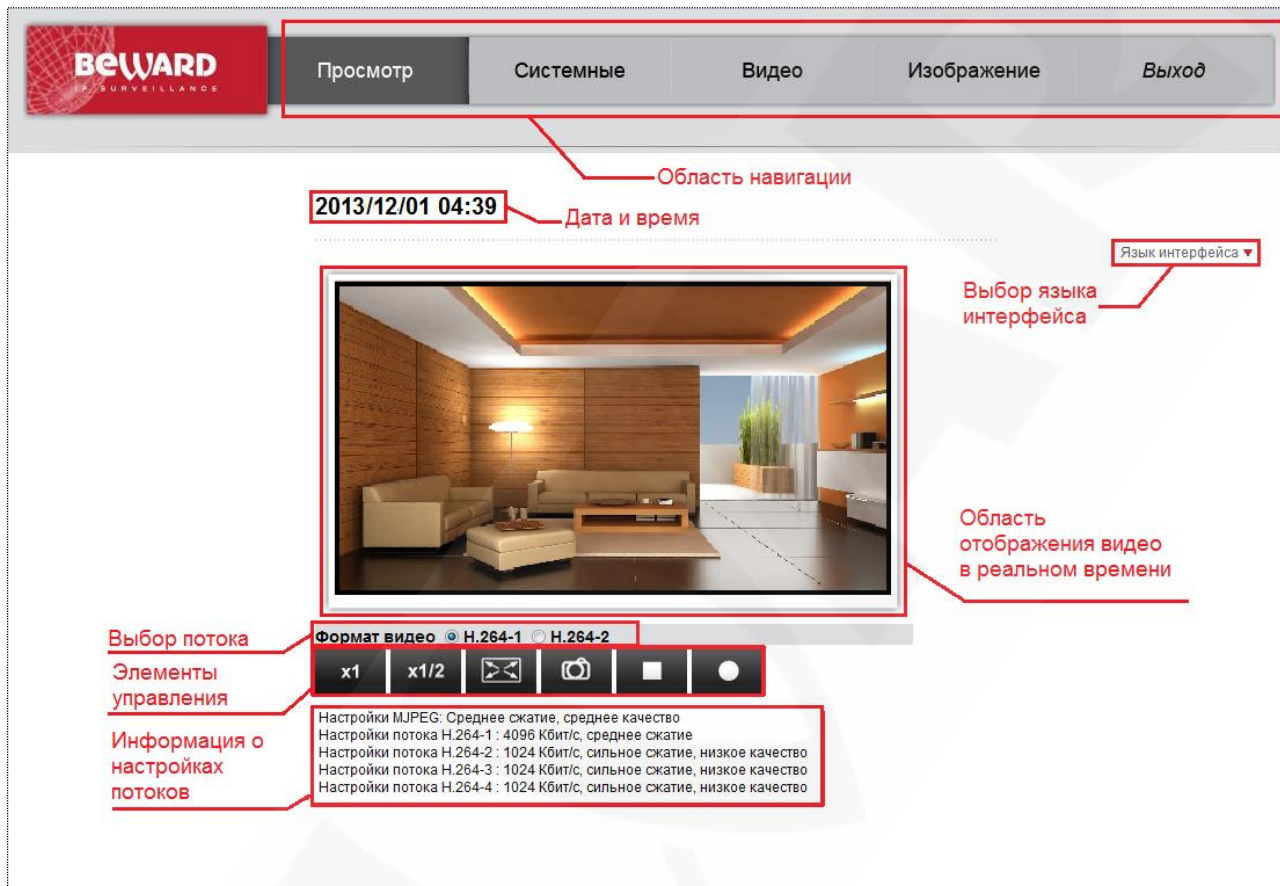 BEWARD
IP SURVEILLANCE
Просмотр
Системные
Видео
Изображение
Выход
Область навигации
2013/12/01 04:39
Дата и время
Язык интерфейса
Выбор языка
интерфейса
Область
отображения видео
в реальном времени
Выбор потока
Формат видео H.264-1 H.264-2
Элементы
управления
x1
x1/2
Информация о
настройках
потоков
Настройки MJPEG: Среднее сжатие, среднее качество
Настройки потока H.264-1 : 4096 Кбит/с, среднее сжатие
Настройки потока H.264-2 : 1024 Кбит/с, сильное сжатие, низкое качество
Настройки потока H.264-3 : 1024 Кбит/с, сильное сжатие, низкое качество
Настройки потока H.264-4 : 1024 Кбит/с, сильное сжатие, низкое качество